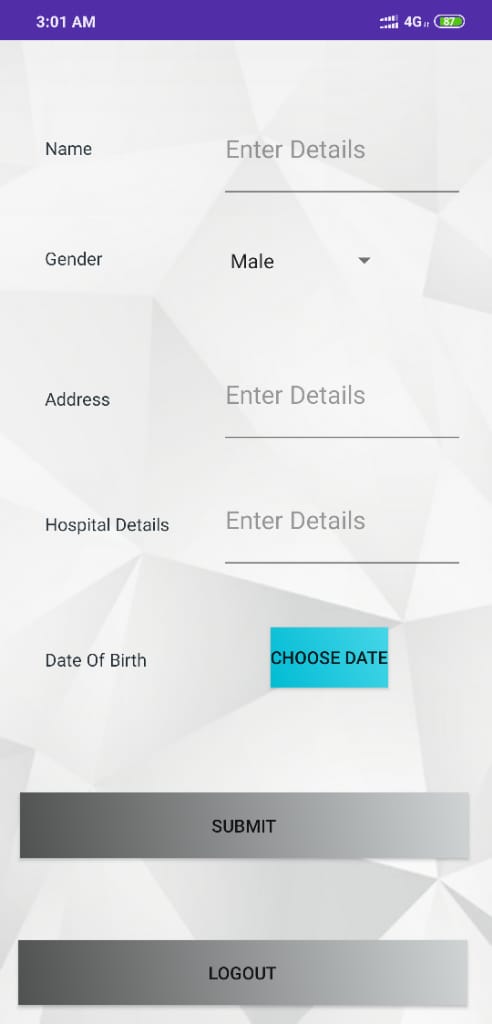 3:01 AM 4G 87
Name Enter Details
Gender Male
Address Enter Details
Hospital Details Enter Details
Date Of Birth CHOOSE DATE
SUBMIT
LOGOUT